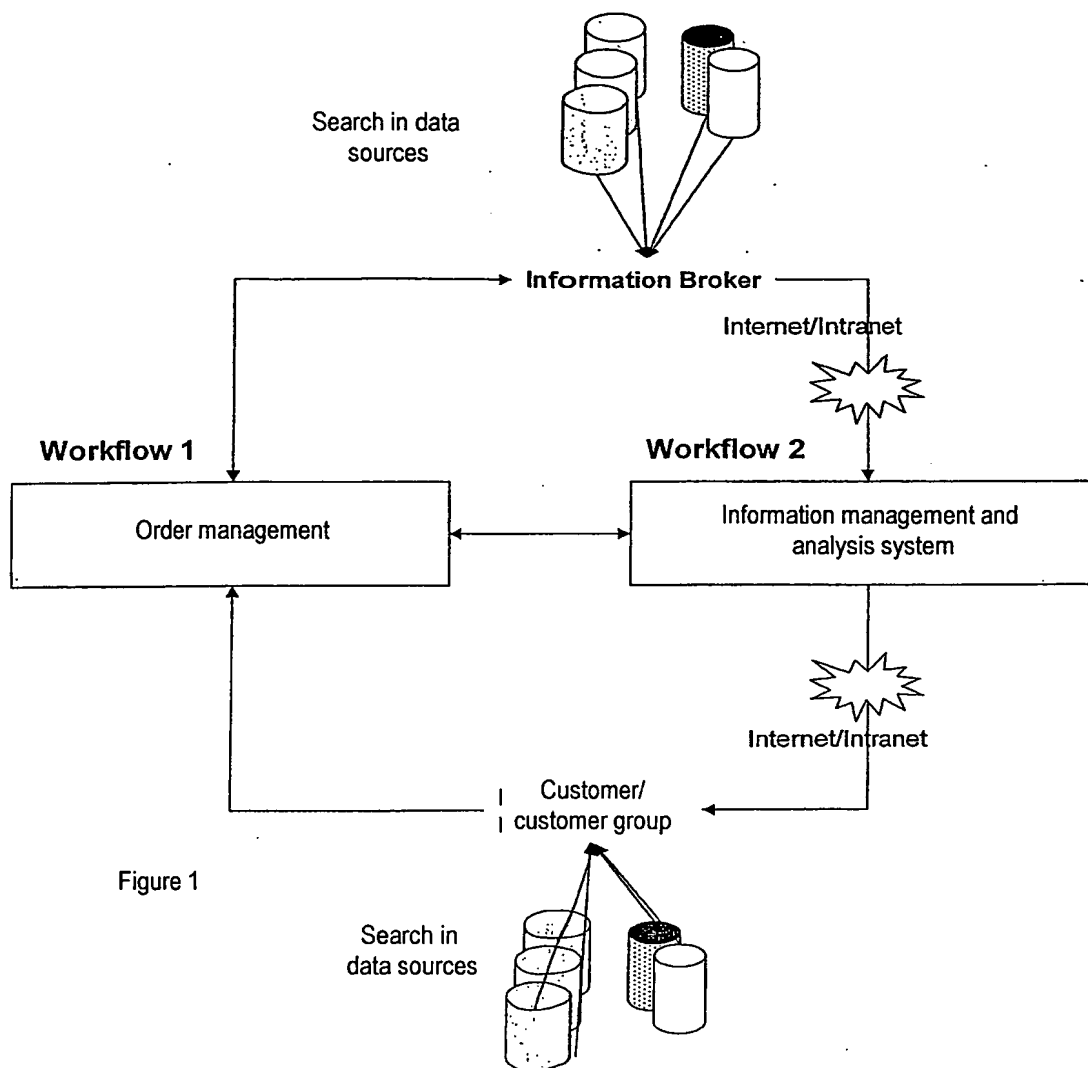 Search in data
sources
Information Broker
Internet/Intranet
Workflow 1
Workflow 2
Order management
Information management and
analysis system
Internet/Intranet
Customer/
customer group
Figure 1
Search in
data sources